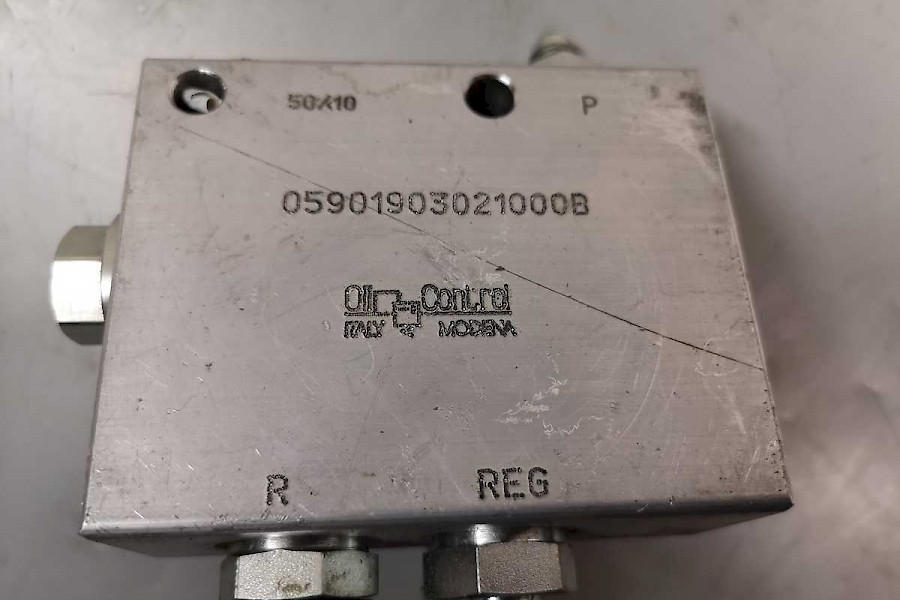 50X10 P
05901903021000B
Oil Control
ITALY MODENA
R REG